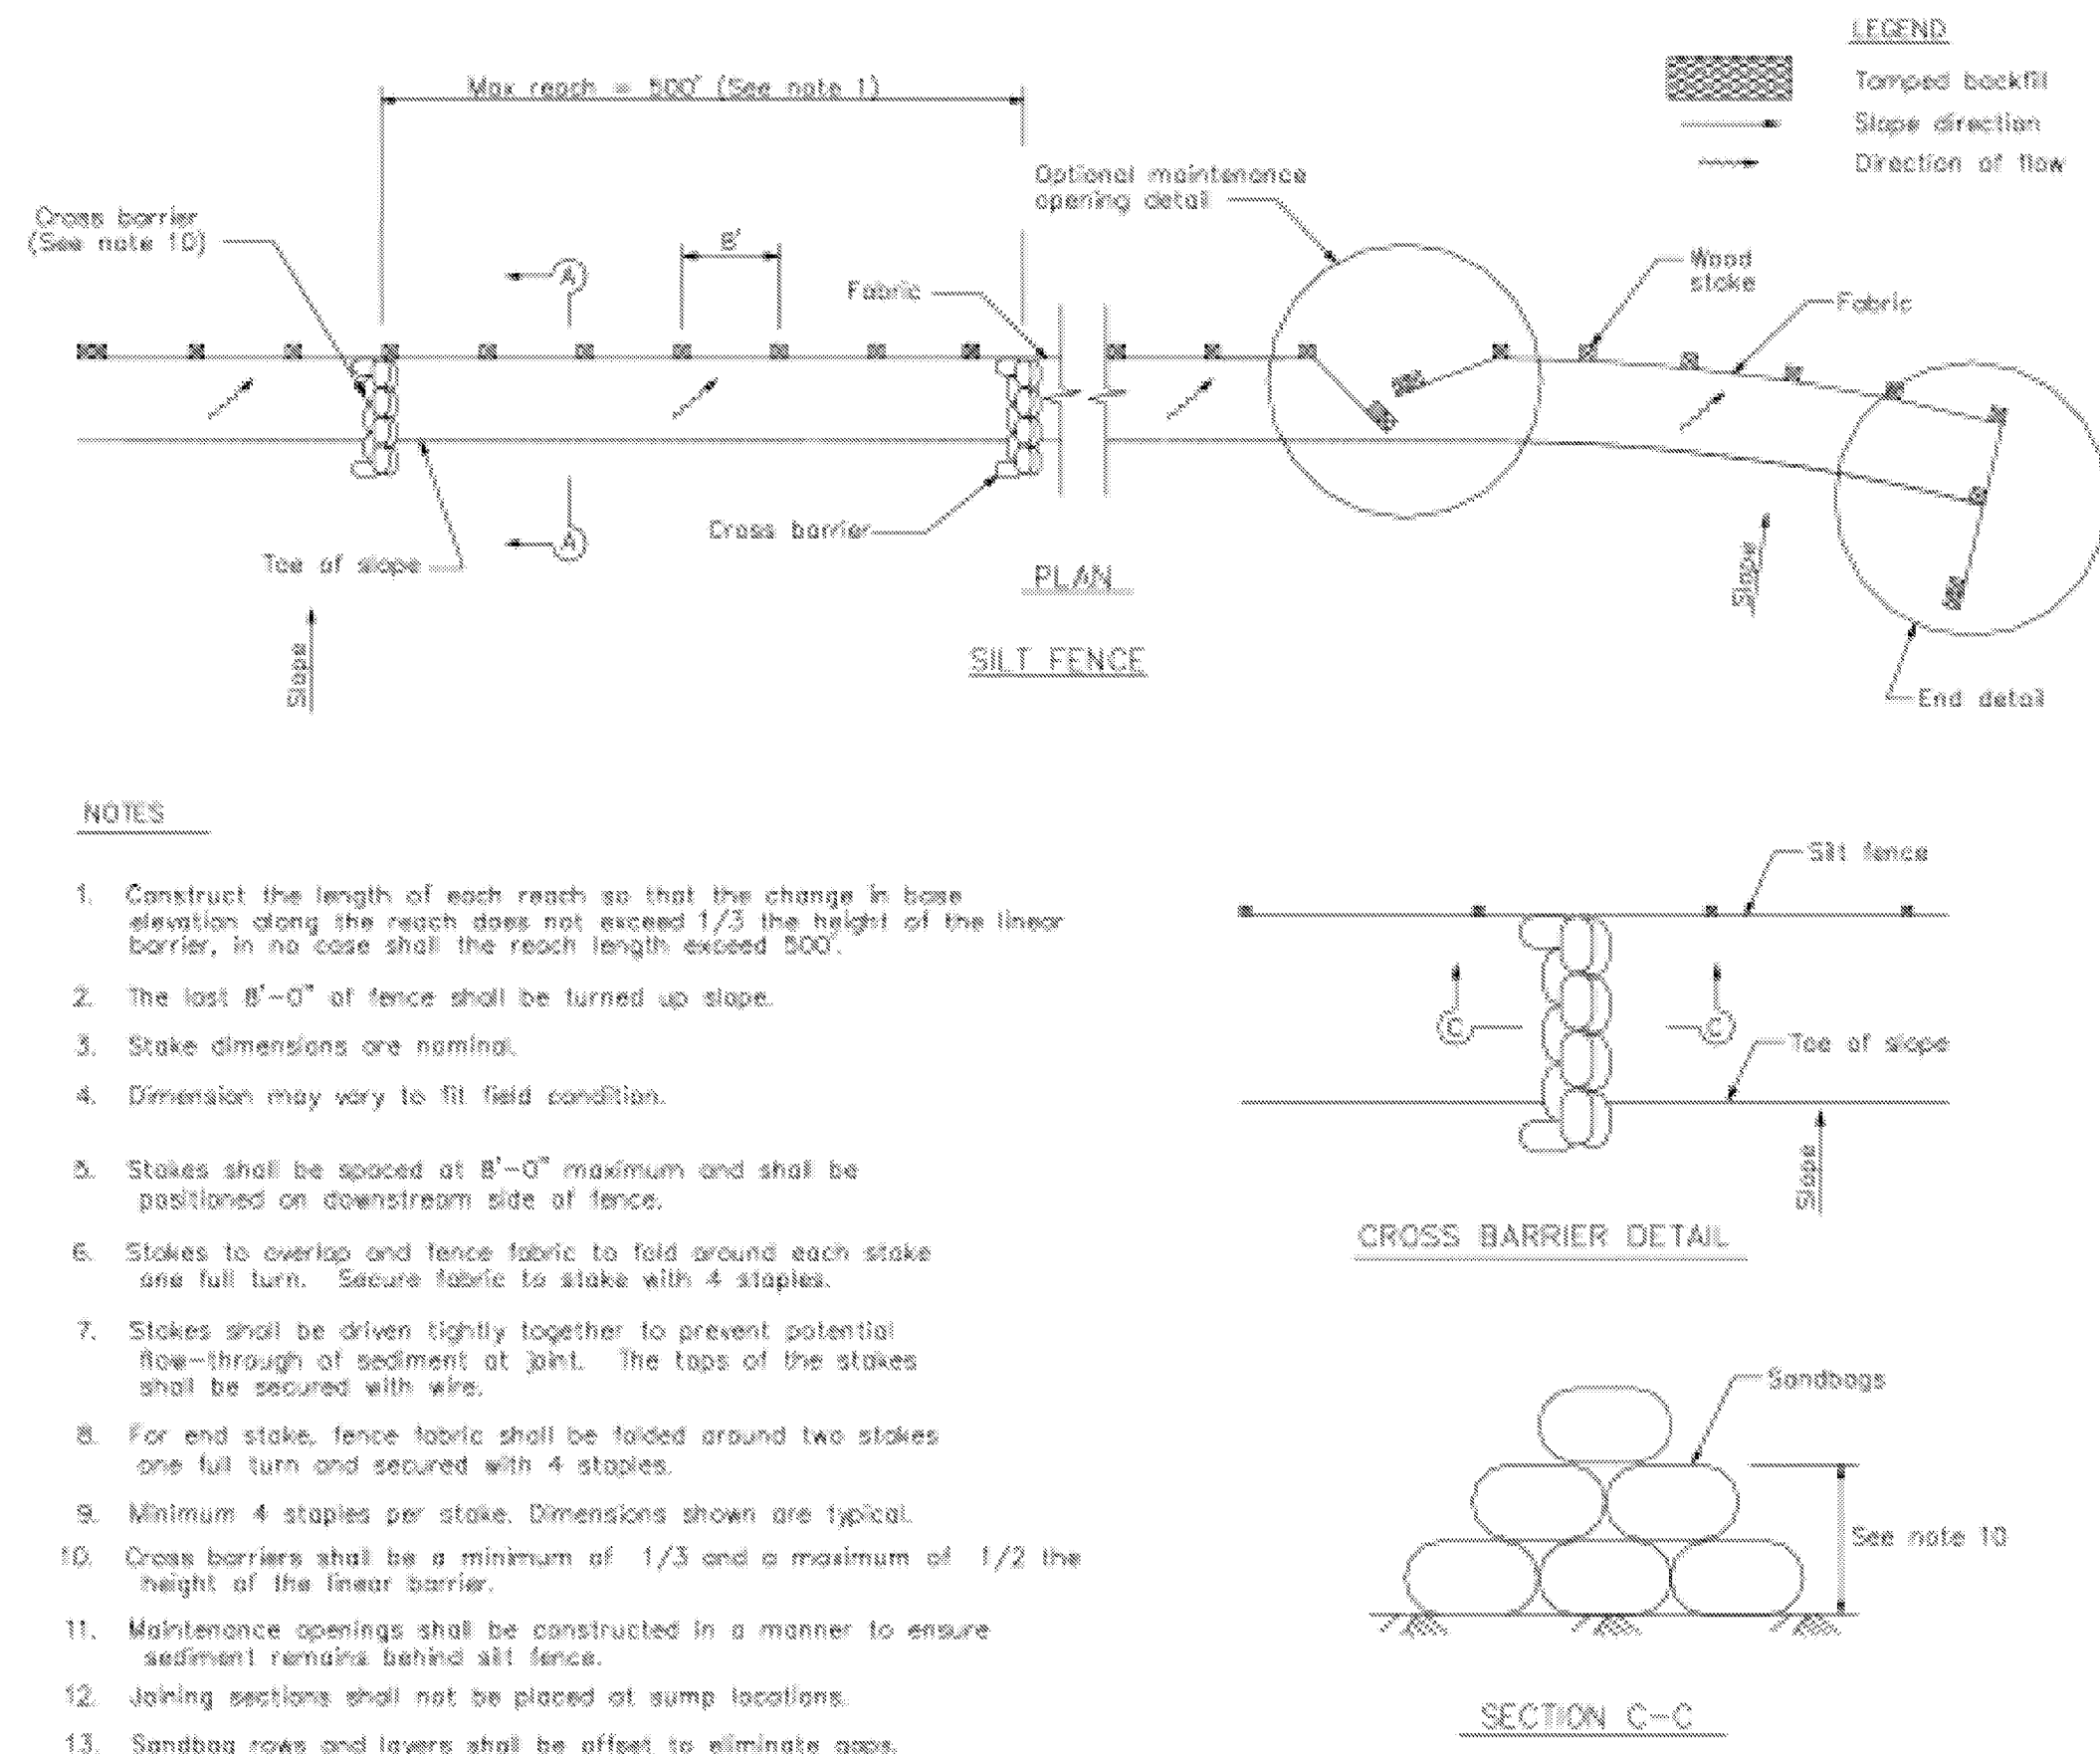 LEGEND
Tamped backfill
Slope direction
Direction of flow
Max reach = 500' (See note 1)
Optional maintenance
opening detail
Cross barrier
(See note 10)
8'
A
Fabric
Wood
stake
Fabric
Cross barrier
A
Toe of slope
PLAN
Slope
Slope
SILT FENCE
End detail
NOTES
1. Construct the length of each reach so that the change in base
elevation along the reach does not exceed 1/3 the height of the linear
barrier, in no case shall the reach length exceed 500'.
2. The last 8'-0" of fence shall be turned up slope.
3. Stake dimensions are nominal.
4. Dimension may vary to fit field condition.
5. Stakes shall be spaced at 8'-0" maximum and shall be
positioned on downstream side of fence.
6. Stakes to overlap and fence fabric to fold around each stake
one full turn. Secure fabric to stake with 4 staples.
7. Stakes shall be driven tightly together to prevent potential
flow-through of sediment at joint. The tops of the stakes
shall be secured with wire.
8. For end stake, fence fabric shall be folded around two stakes
one full turn and secured with 4 staples.
9. Minimum 4 staples per stake. Dimensions shown are typical.
10. Cross barriers shall be a minimum of 1/3 and a maximum of 1/2 the
height of the linear barrier.
11. Maintenance openings shall be constructed in a manner to ensure
sediment remains behind silt fence.
12. Joining sections shall not be placed at sump locations.
13. Sandbag rows and layers shall be offset to eliminate gaps.
Silt fence
C
C
Toe of slope
Slope
CROSS BARRIER DETAIL
Sandbags
See note 10
SECTION C-C